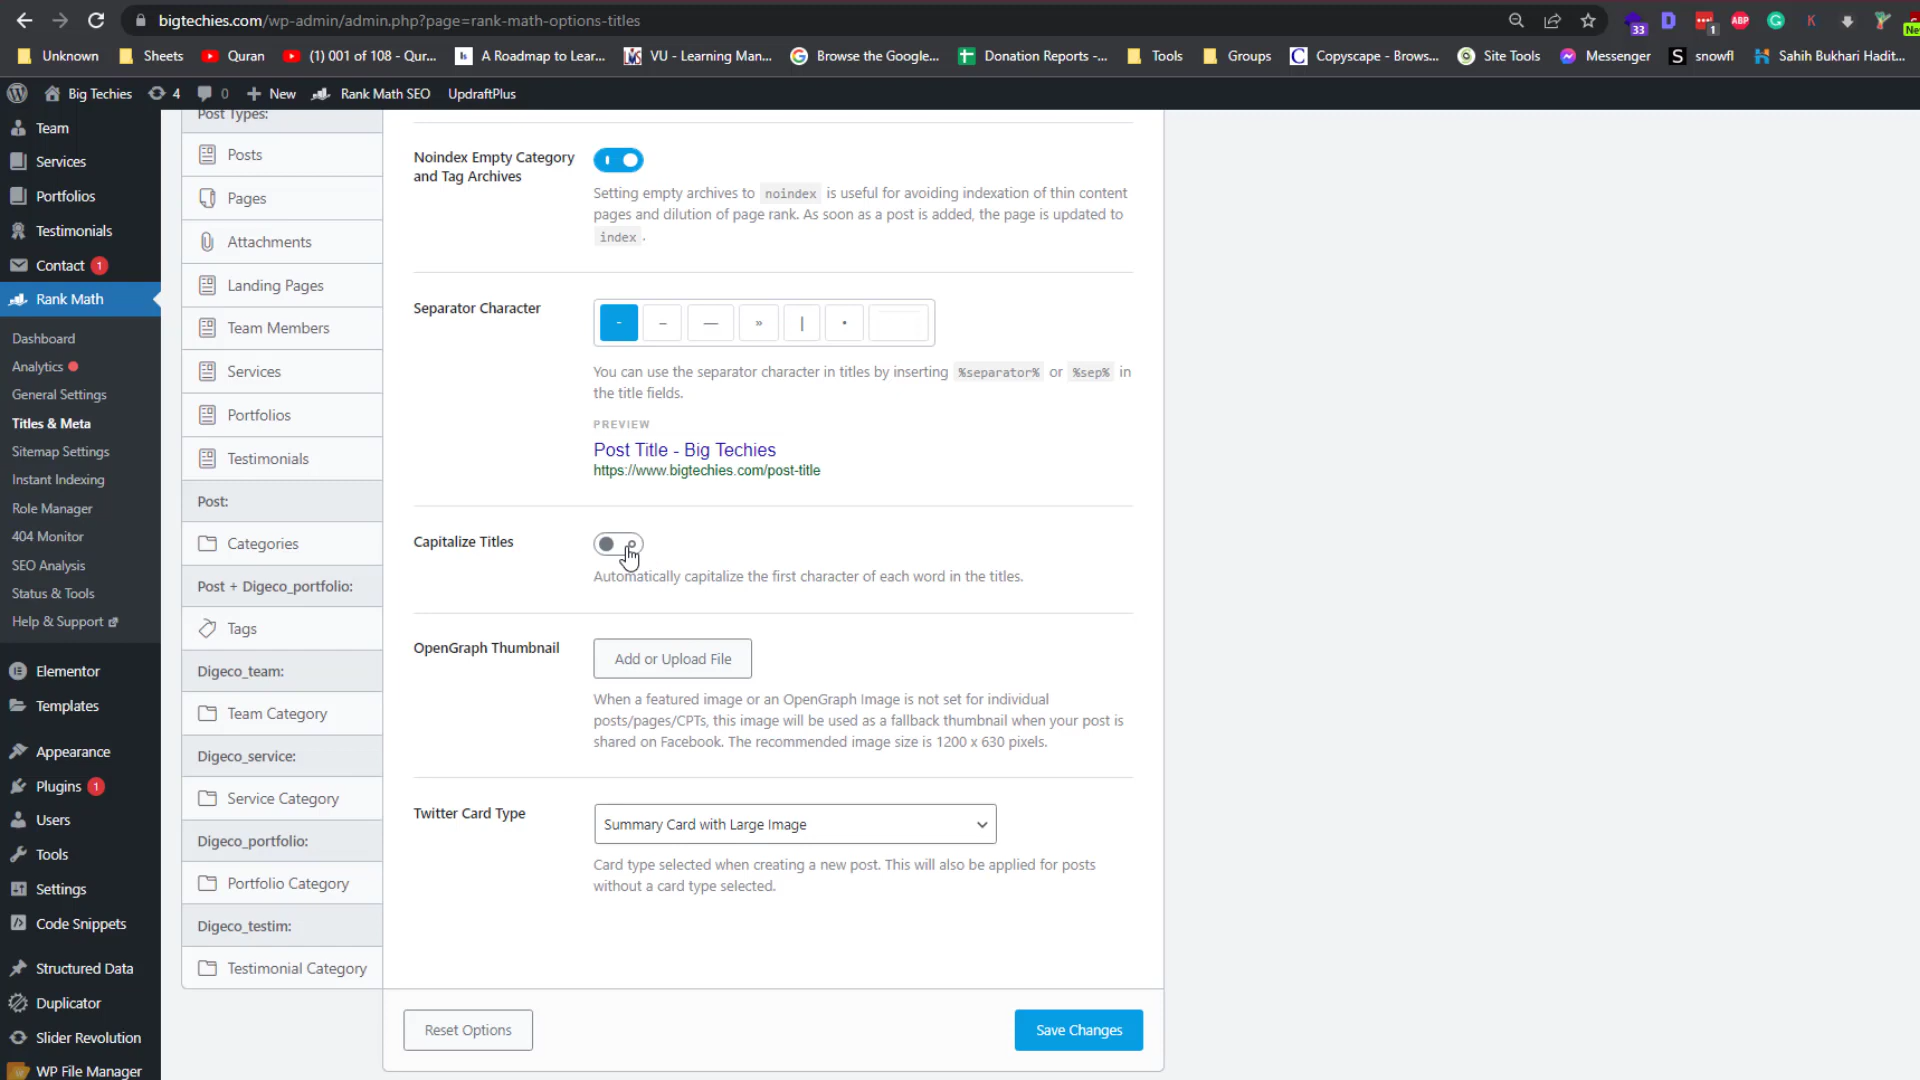 bigtechies.com/wp-admin/admin.php?page=rank-math-options-titles
33
D
1
ABP
K
Unknown
Sheets
Quran
(1) 001 of 108 - Qur...
A Roadmap to Lear...
VU - Learning Man...
Browse the Google...
Donation Reports -...
Tools
Groups
Copyscape - Brows...
Site Tools
Messenger
snowfl
Sahih Bukhari Hadit...
Big Techies
4
0
New
Rank Math SEO
UpdraftPlus
Team
Services
Portfolios
Testimonials
Contact 1
Rank Math
Dashboard
Analytics
General Settings
Titles & Meta
Sitemap Settings
Instant Indexing
Role Manager
404 Monitor
SEO Analysis
Status & Tools
Help & Support
Elementor
Templates
Appearance
Plugins 1
Users
Tools
Settings
Code Snippets
Structured Data
Duplicator
Slider Revolution
WP File Manager
Post Types:
Posts
Pages
Attachments
Landing Pages
Team Members
Services
Portfolios
Testimonials
Post:
Categories
Post + Digeco_portfolio:
Tags
Digeco_team:
Team Category
Digeco_service:
Service Category
Digeco_portfolio:
Portfolio Category
Digeco_testim:
Testimonial Category
Noindex Empty Category
and Tag Archives
Setting empty archives to noindex is useful for avoiding indexation of thin content
pages and dilution of page rank. As soon as a post is added, the page is updated to
index .
Separator Character
- – — » | •
You can use the separator character in titles by inserting %separator% or %sep% in
the title fields.
PREVIEW
Post Title - Big Techies
https://www.bigtechies.com/post-title
Capitalize Titles
Automatically capitalize the first character of each word in the titles.
OpenGraph Thumbnail
Add or Upload File
When a featured image or an OpenGraph Image is not set for individual
posts/pages/CPTs, this image will be used as a fallback thumbnail when your post is
shared on Facebook. The recommended image size is 1200 x 630 pixels.
Twitter Card Type
Summary Card with Large Image
Card type selected when creating a new post. This will also be applied for posts
without a card type selected.
Reset Options
Save Changes